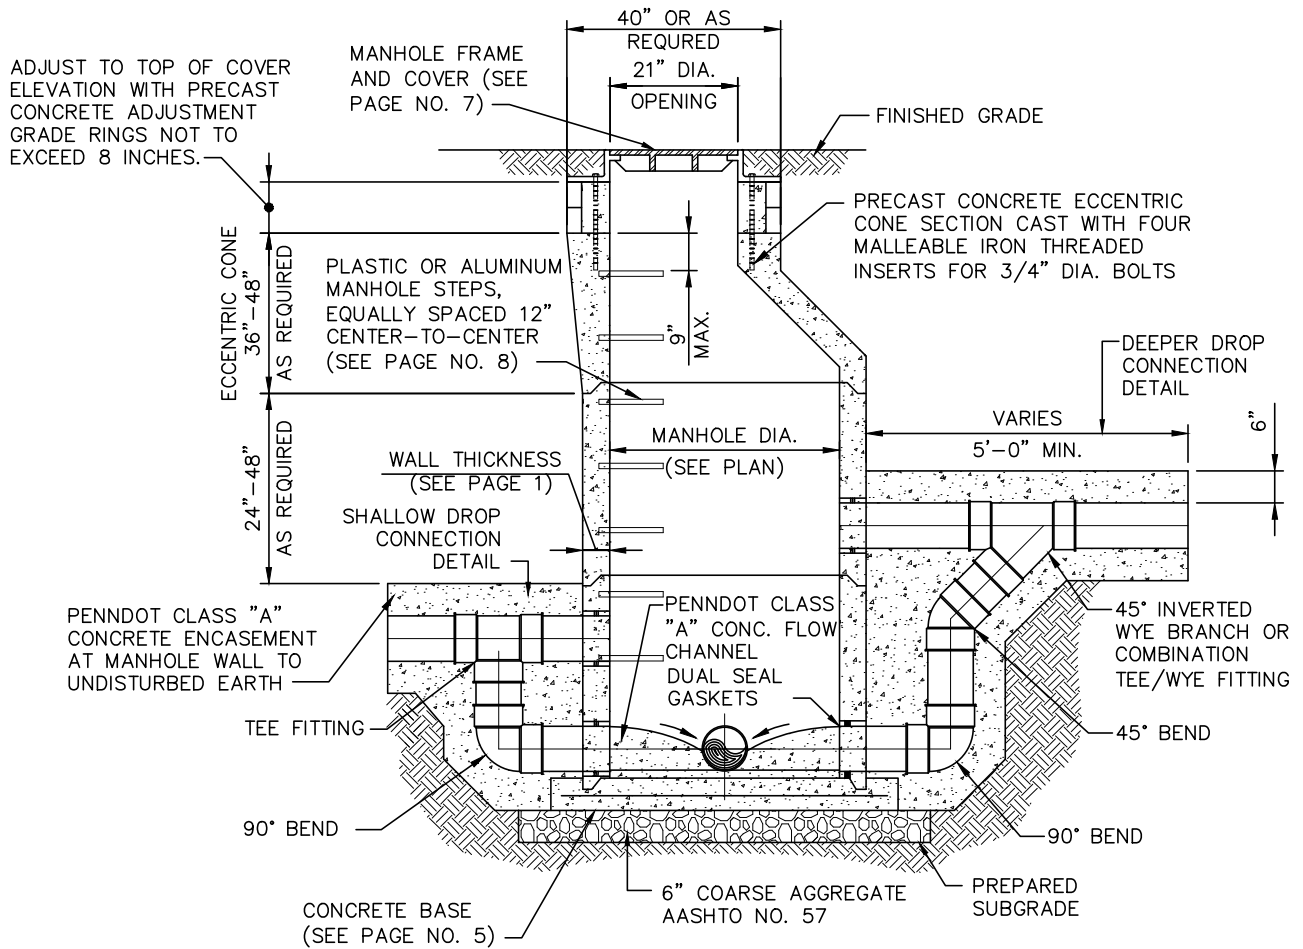 40” OR AS
REQURED
21” DIA.
OPENING
MANHOLE FRAME
AND COVER (SEE
PAGE NO. 7)
ADJUST TO TOP OF COVER
ELEVATION WITH PRECAST
CONCRETE ADJUSTMENT
GRADE RINGS NOT TO
EXCEED 8 INCHES.
FINISHED GRADE
PRECAST CONCRETE ECCENTRIC
CONE SECTION CAST WITH FOUR
MALLEABLE IRON THREADED
INSERTS FOR 3/4” DIA. BOLTS
ECCENTRIC CONE
36”-48”
AS REQUIRED
PLASTIC OR ALUMINUM
MANHOLE STEPS,
EQUALLY SPACED 12”
CENTER-TO-CENTER
(SEE PAGE NO. 8)
9”
MAX.
DEEPER DROP
CONNECTION
DETAIL
VARIES
5'-0” MIN.
6”
24”-48”
AS REQUIRED
MANHOLE DIA.
(SEE PLAN)
WALL THICKNESS
(SEE PAGE 1)
SHALLOW DROP
CONNECTION
DETAIL
PENNDOT CLASS "A"
CONCRETE ENCASEMENT
AT MANHOLE WALL TO
UNDISTURBED EARTH
PENNDOT CLASS
"A" CONC. FLOW
CHANNEL
DUAL SEAL
GASKETS
45° INVERTED
WYE BRANCH OR
COMBINATION
TEE/WYE FITTING
TEE FITTING
45° BEND
90° BEND
90° BEND
6” COARSE AGGREGATE
AASHTO NO. 57
PREPARED
SUBGRADE
CONCRETE BASE
(SEE PAGE NO. 5)